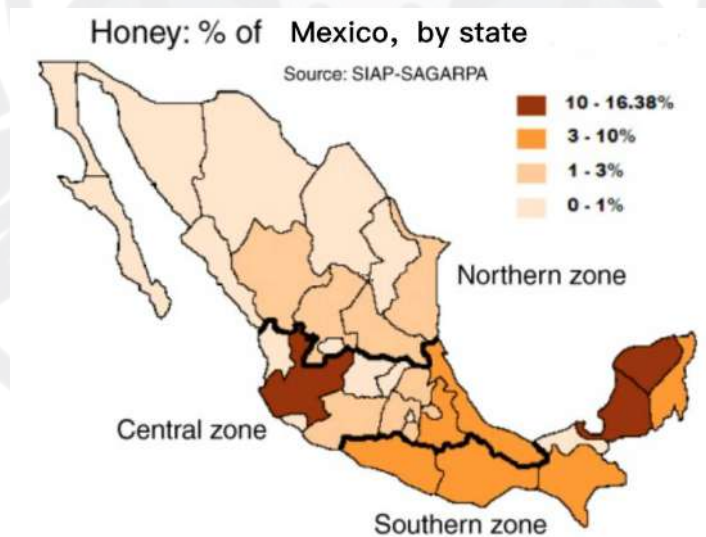 Honey: % of Mexico, by state
Source: SIAP-SAGARPA
10 - 16.38%
3 - 10%
1 - 3%
0 - 1%
Northern zone
Central zone
Southern zone